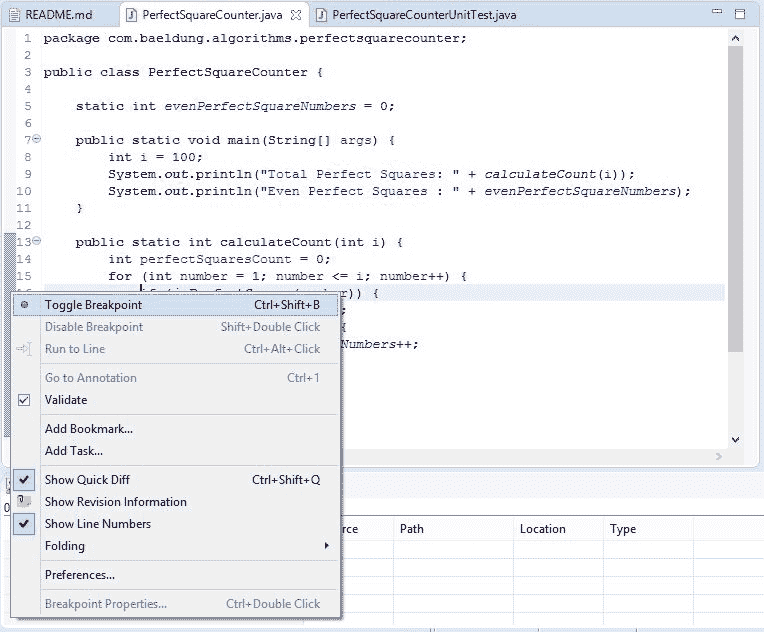 README.md PerfectSquareCounter.java PerfectSquareCounterUnitTest.java
1 package com.baeldung.algorithms.perfectsquarecounter;
2
3 public class PerfectSquareCounter {
4
5 static int evenPerfectSquareNumbers = 0;
6
7 public static void main(String[] args) {
8 int i = 100;
9 System.out.println("Total Perfect Squares: " + calculateCount(i));
10 System.out.println("Even Perfect Squares : " + evenPerfectSquareNumbers);
11 }
12
13 public static int calculateCount(int i) {
14 int perfectSquaresCount = 0;
15 for (int number = 1; number <= i; number++) {
)) {
;
{
Numbers++;
Toggle Breakpoint Ctrl+Shift+B
Disable Breakpoint Shift+Double Click
Run to Line Ctrl+Alt+Click
Go to Annotation Ctrl+1
Validate
Add Bookmark...
Add Task...
Show Quick Diff Ctrl+Shift+Q
Show Revision Information
Show Line Numbers
Folding
Preferences...
Breakpoint Properties... Ctrl+Double Click
rce Path Location Type